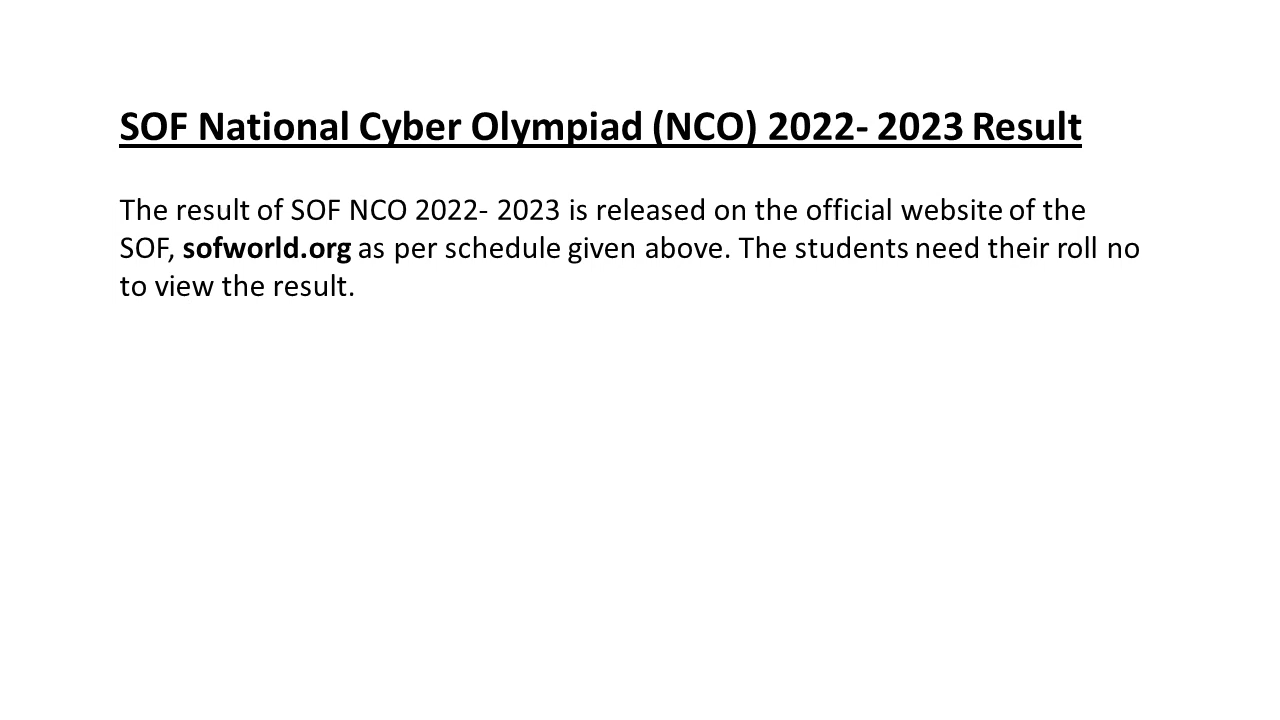 SOF National Cyber Olympiad (NCO) 2022- 2023 Result
The result of SOF NCO 2022- 2023 is released on the official website of the
SOF, sofworld.org as per schedule given above. The students need their roll no
to view the result.